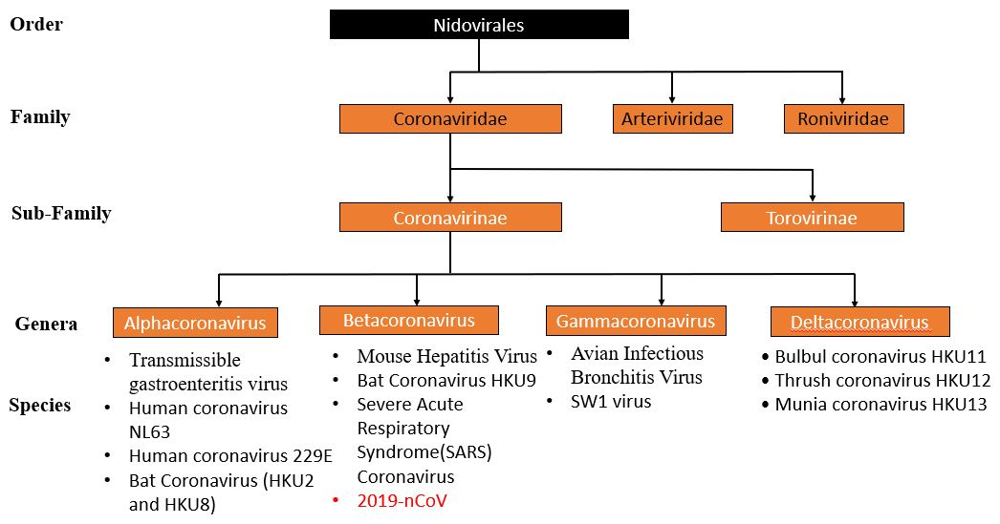 Order
Nidovirales
Family
Coronaviridae
Arteriviridae
Roniviridae
Sub-Family
Coronavirinae
Torovirinae
Genera
Alphacoronavirus
Betacoronavirus
Gammacoronavirus
Deltacoronavirus
Species
• Transmissible
gastroenteritis virus
• Human coronavirus
NL63
• Human coronavirus 229E
• Bat Coronavirus (HKU2
and HKU8)
• Mouse Hepatitis Virus
• Bat Coronavirus HKU9
• Severe Acute
Respiratory
Syndrome(SARS)
Coronavirus
• 2019-nCoV
• Avian Infectious
Bronchitis Virus
• SW1 virus
• Bulbul coronavirus HKU11
• Thrush coronavirus HKU12
• Munia coronavirus HKU13